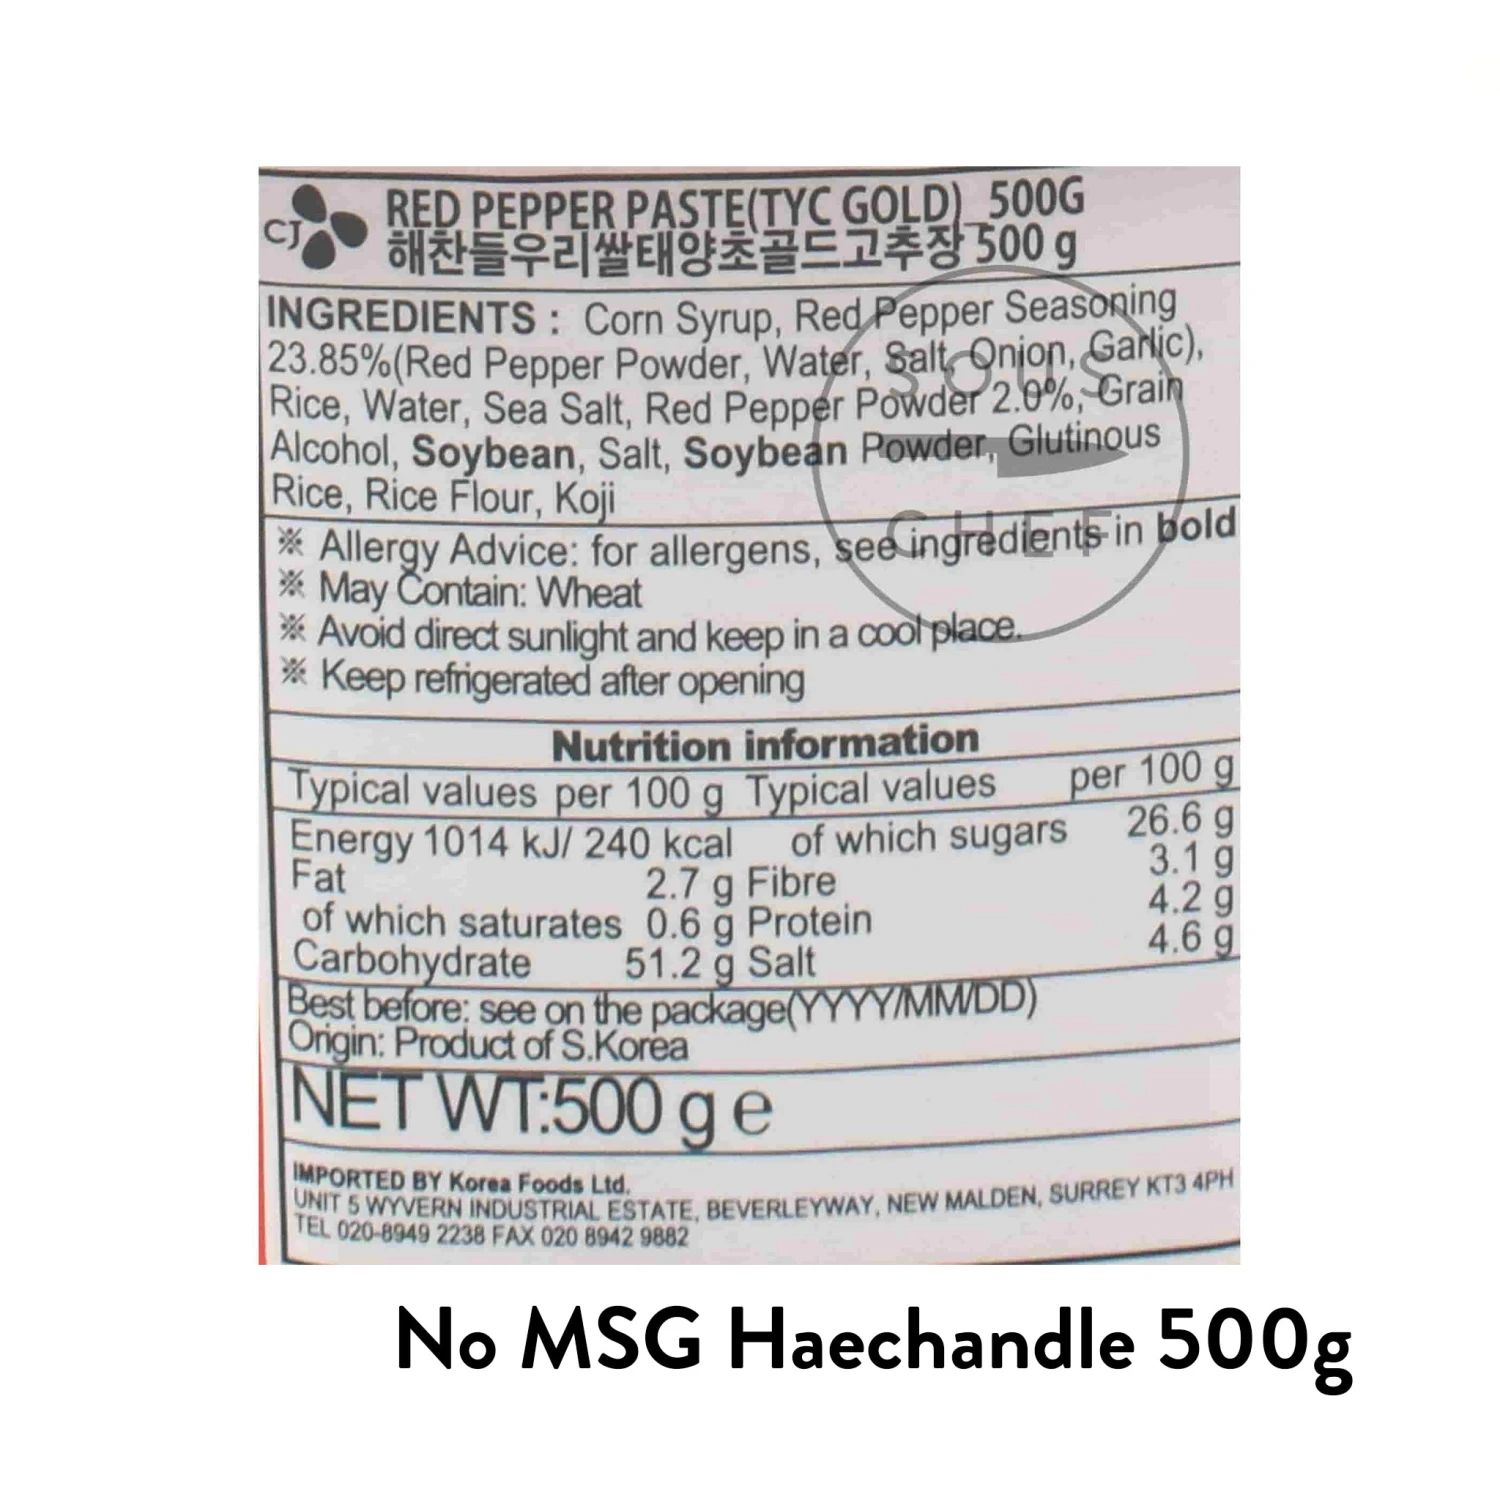 CJ
RED PEPPER PASTE(TYC GOLD)_500G
해찬들우리쌀태양초골드고추장 500 g
INGREDIENTS : Corn Syrup, Red Pepper Seasoning
23.85%(Red Pepper Powder, Water, Salt, Onion, Garlic),
Rice, Water, Sea Salt, Red Pepper Powder 2.0%, Grain
Alcohol, Soybean, Salt, Soybean Powder, Glutinous
Rice, Rice Flour, Koji
SOUS
CHEF
※ Allergy Advice: for allergens, see ingredients in bold
※ May Contain: Wheat
※ Avoid direct sunlight and keep in a cool place.
※ Keep refrigerated after opening
Nutrition information
Typical values per 100 g Typical values per 100 g
Energy 1014 kJ/ 240 kcal of which sugars 26.6 g
Fat 2.7 g Fibre 3.1 g
of which saturates 0.6 g Protein 4.2 g
Carbohydrate 51.2 g Salt 4.6 g
Best before: see on the package(YYYY/MM/DD)
Origin: Product of S.Korea
NET WT:500 g e
IMPORTED BY Korea Foods Ltd.
UNIT 5 WYVERN INDUSTRIAL ESTATE, BEVERLEYWAY, NEW MALDEN, SURREY KT3 4PH
TEL 020-8949 2238 FAX 020 8942 9882
No MSG Haechandle 500g